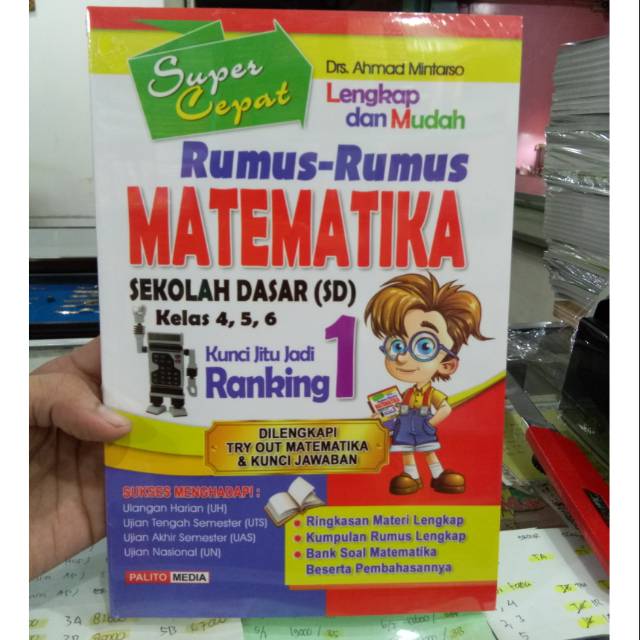 Super
Cepat
Drs. Ahmad Mintarso
Lengkap
dan Mudah
Rumus-Rumus
MATEMATIKA
SEKOLAH DASAR (SD)
Kelas 4, 5, 6
Kunci Jitu Jadi
Ranking 1
DILENGKAPI
TRY OUT MATEMATIKA
& KUNCI JAWABAN
SUKSES MENGHADAPI :
Ulangan Harian (UH)
Ujian Tengah Semester (UTS)
Ujian Akhir Semester (UAS)
Ujian Nasional (UN)
PALITO MEDIA
• Ringkasan Materi Lengkap
• Kumpulan Rumus Lengkap
• Bank Soal Matematika
Beserta Pembahasannya
3A
5B